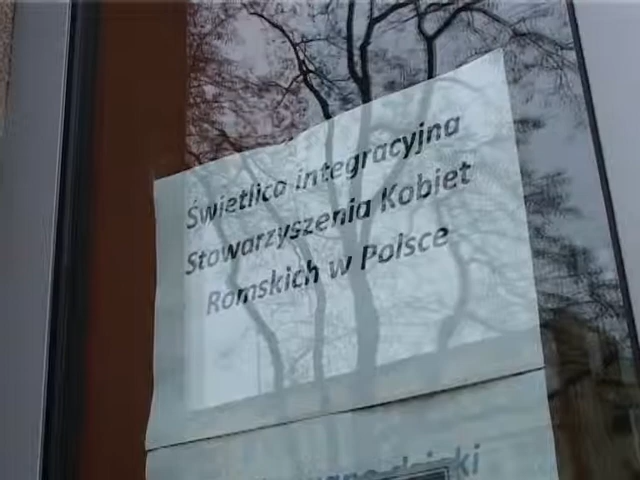 Świetlica integracyjna
Stowarzyszenia Kobiet
Romskich w Polsce